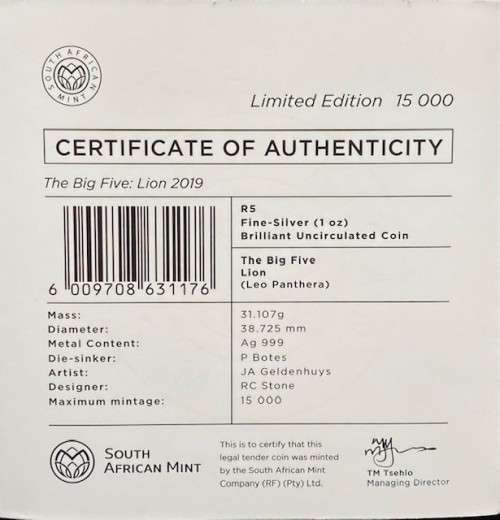 SOUTH AFRICAN MINT
Limited Edition 15 000
CERTIFICATE OF AUTHENTICITY
The Big Five: Lion 2019
R5
Fine-Silver (1 oz)
Brilliant Uncirculated Coin
The Big Five
Lion
(Leo Panthera)
6 009708 631176
Mass: 31.107g
Diameter: 38.725 mm
Metal Content: Ag 999
Die-sinker: P Botes
Artist: JA Geldenhuys
Designer: RC Stone
Maximum mintage: 15 000
SOUTH
AFRICAN MINT
This is to certify that this
legal tender coin was minted
by the South African Mint
Company (RF) (Pty) Ltd.
TM Tsehlo
Managing Director